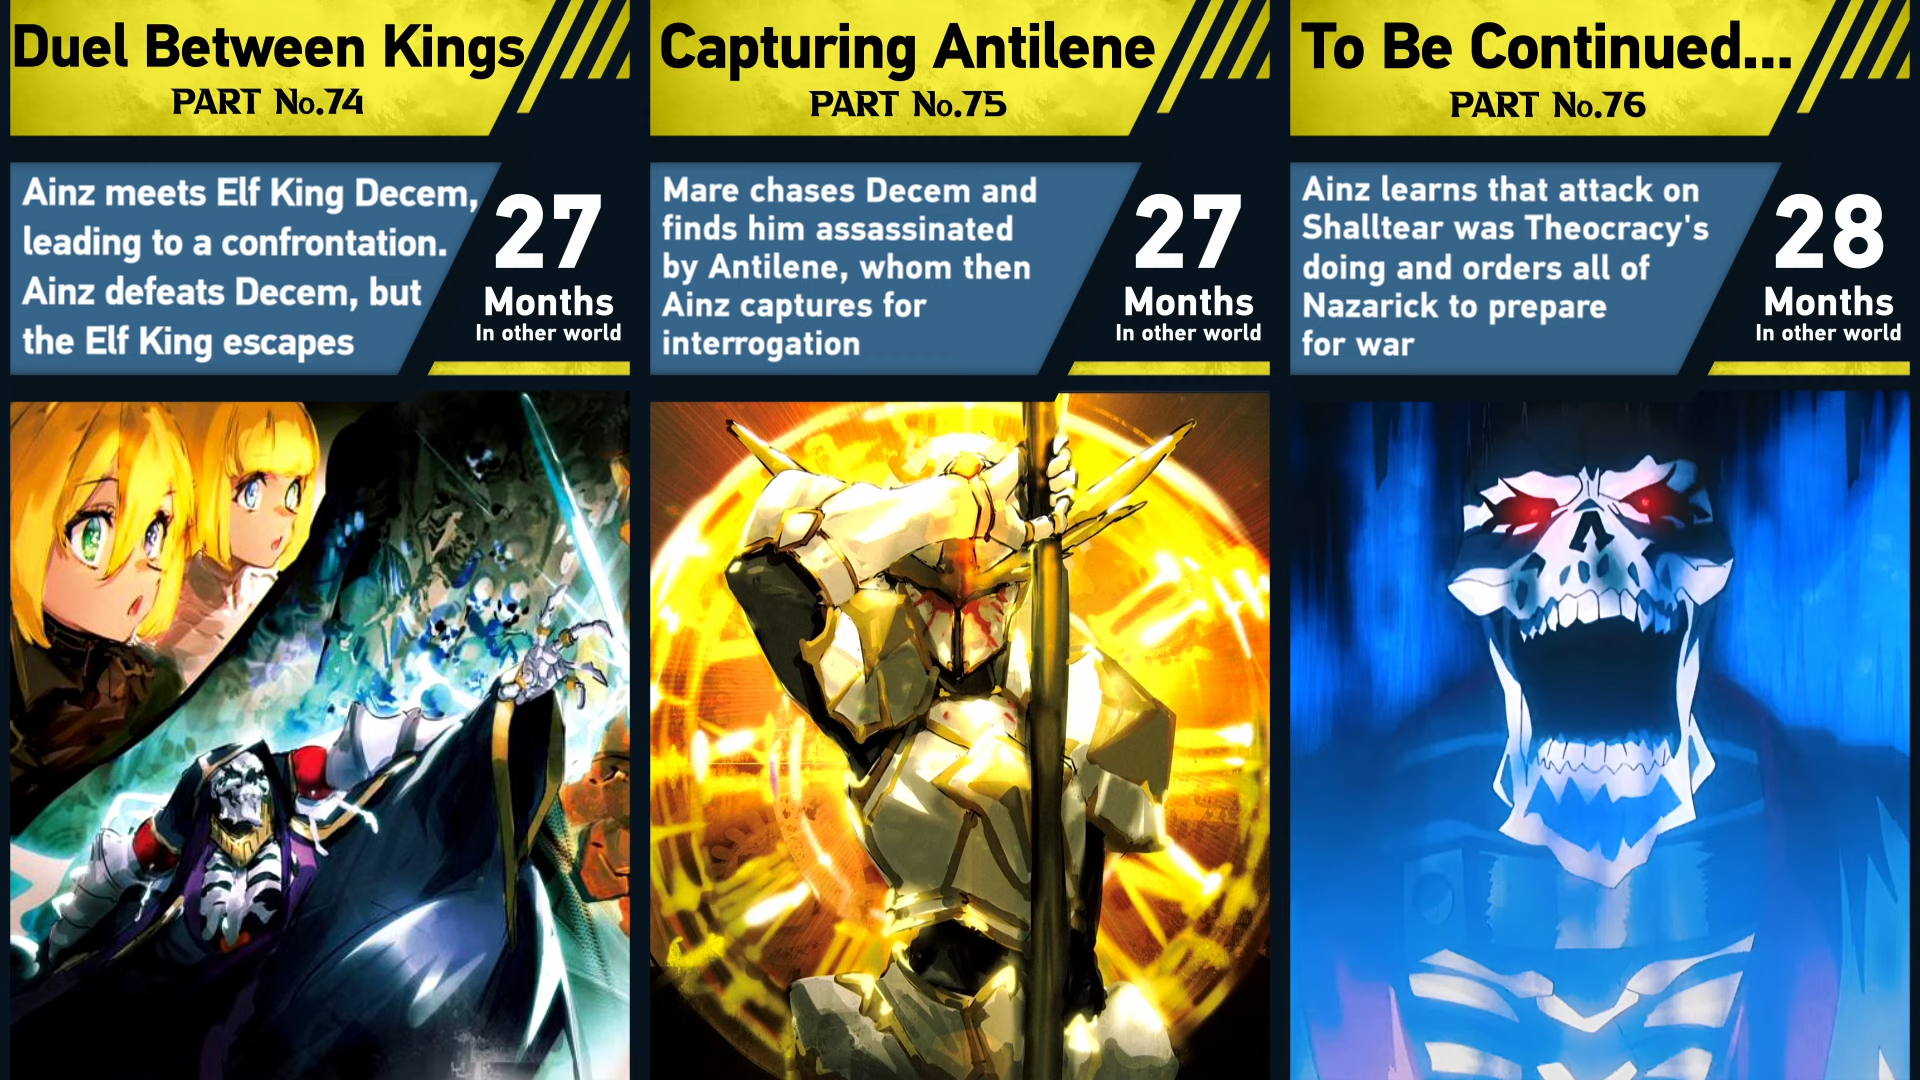 Duel Between Kings
PART No.74
Ainz meets Elf King Decem,
leading to a confrontation.
Ainz defeats Decem, but
the Elf King escapes
27
Months
In other world
Capturing Antilene
PART No.75
Mare chases Decem and
finds him assassinated
by Antilene, whom then
Ainz captures for
interrogation
27
Months
In other world
To Be Continued...
PART No.76
Ainz learns that attack on
Shalltear was Theocracy's
doing and orders all of
Nazarick to prepare
for war
28
Months
In other world